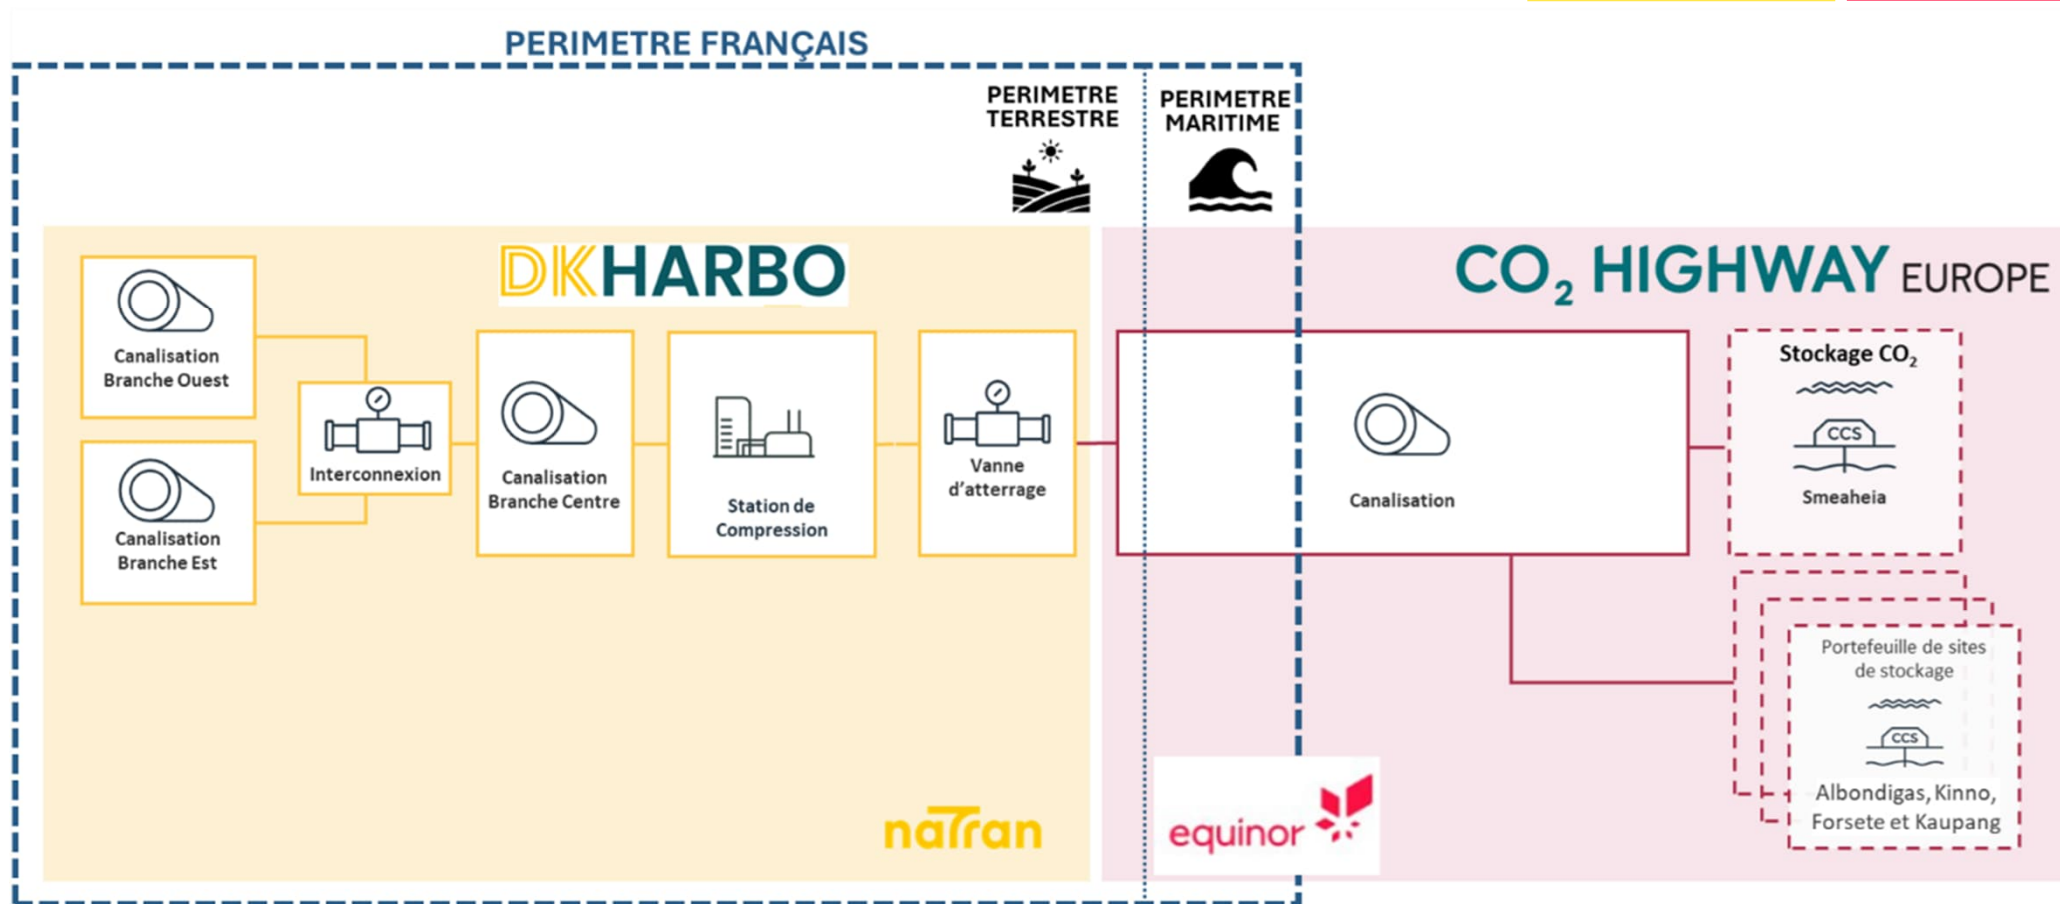 PERIMETRE FRANÇAIS
PERIMETRE
TERRESTRE
PERIMETRE
MARITIME
DKHARBO
CO₂ HIGHWAY EUROPE
Canalisation
Branche Ouest
Canalisation
Branche Est
Interconnexion
Canalisation
Branche Centre
Station de
Compression
Vanne
d’atterrage
Canalisation
Stockage CO₂
CCS
Smeaheia
Portefeuille de sites
de stockage
CCS
Albondigas, Kinno,
Forsete et Kaupang
naTran
equinor